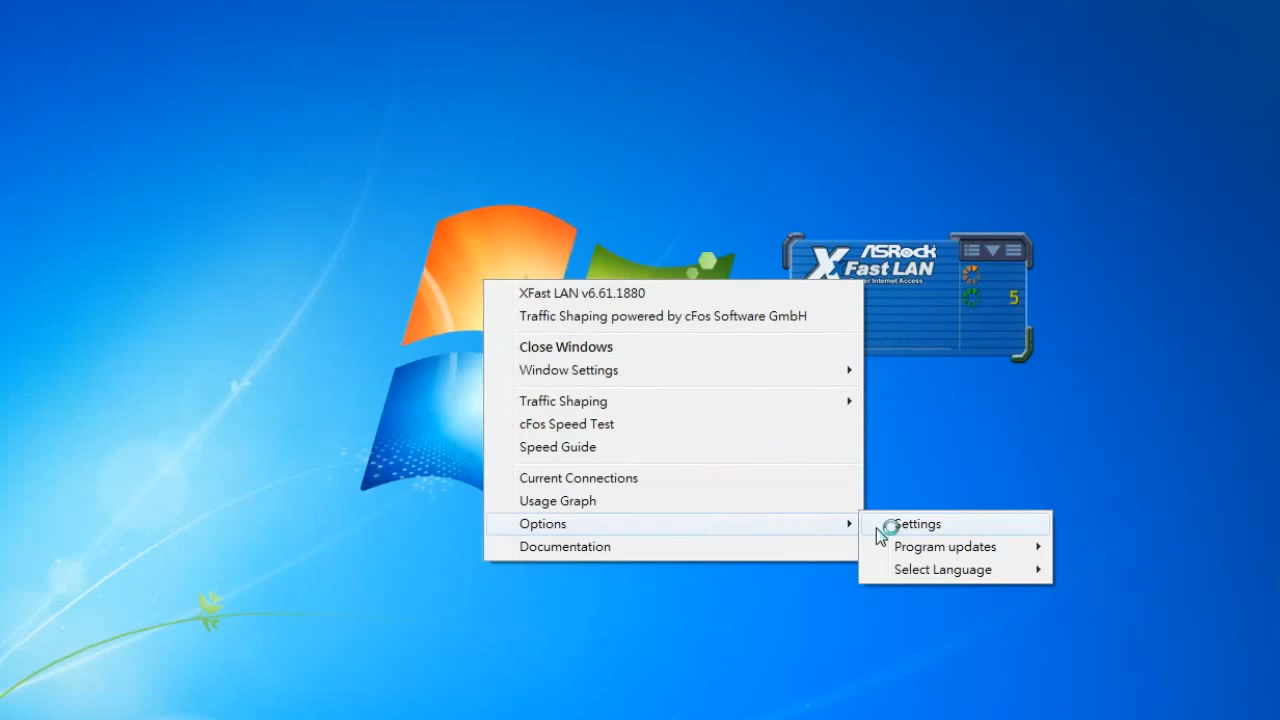 ASRock
XFast LAN
5
XFast LAN v6.61.1880
Traffic Shaping powered by cFos Software GmbH
Close Windows
Window Settings
Traffic Shaping
cFos Speed Test
Speed Guide
Current Connections
Usage Graph
Options
Documentation
Settings
Program updates
Select Language